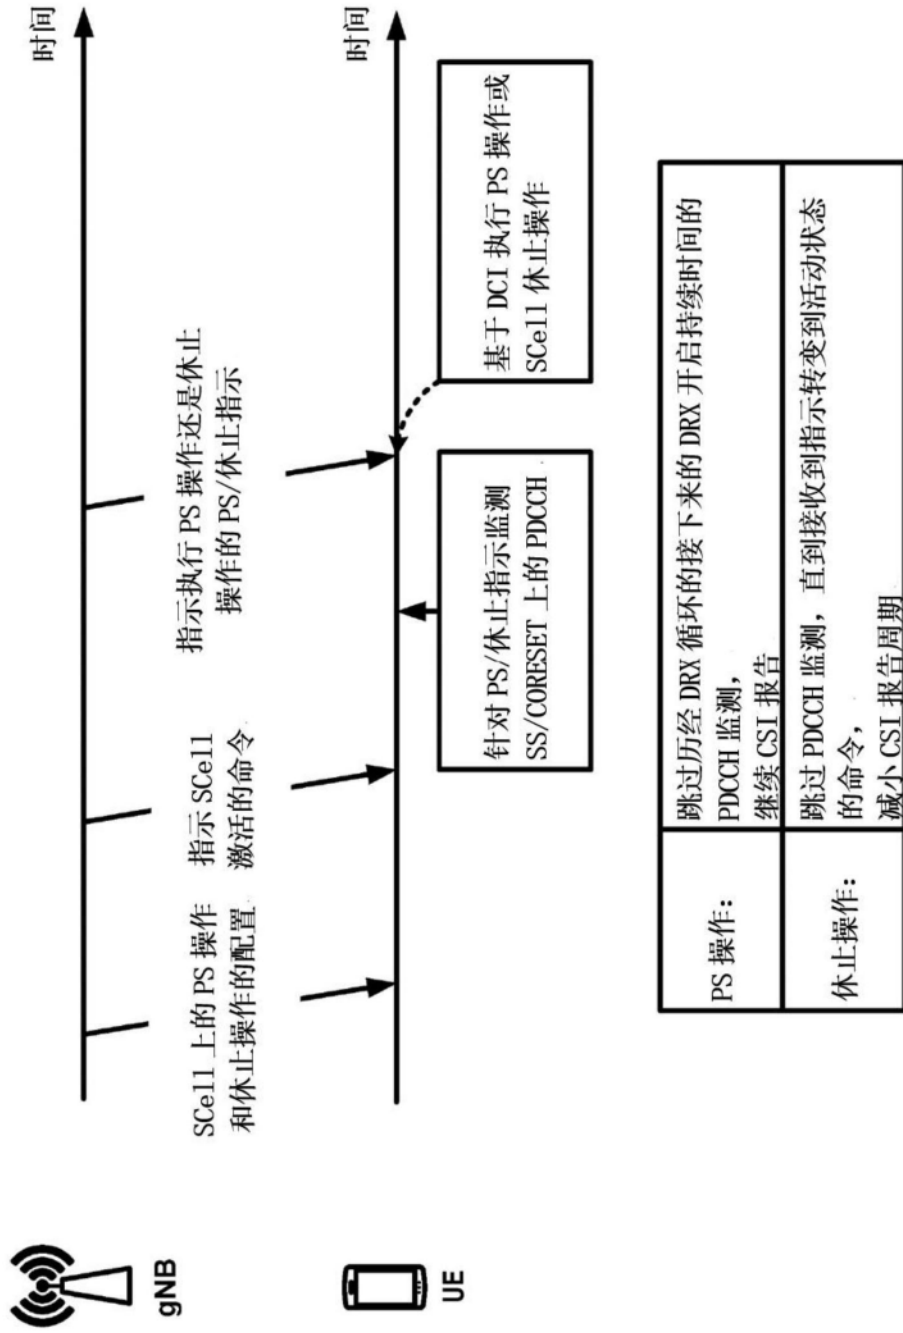 时间
gNB
SCell 上的 PS 操作
和休止操作的配置
指示 SCell
激活的命令
指示执行 PS 操作还是休止
操作的 PS/休止指示
时间
UE
针对 PS/休止指示监测
SS/CORESET 上的 PDCCH
基于 DCI 执行 PS 操作或
SCell 休止操作
PS 操作:
跳过历经 DRX 循环的接下来的 DRX 开启持续时间的
PDCCH 监测,
继续 CSI 报告
休止操作:
跳过 PDCCH 监测, 直到接收到指示转变到活动状态
的命令,
减小 CSI 报告周期